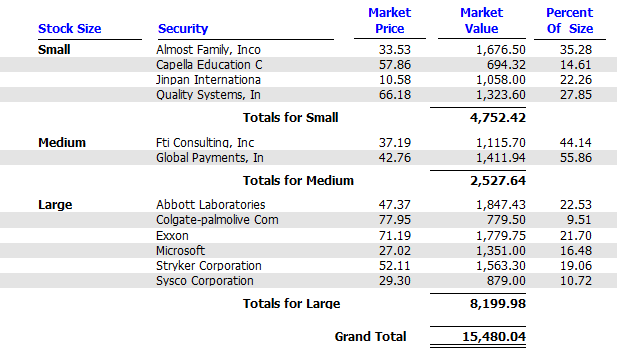 Market Market Percent
Stock Size Security Price Value Of Size
Small Almost Family, Inco 33.53 1,676.50 35.28
Capella Education C 57.86 694.32 14.61
Jinpan Internationa 10.58 1,058.00 22.26
Quality Systems, In 66.18 1,323.60 27.85
Totals for Small 4,752.42
Medium Fti Consulting, Inc 37.19 1,115.70 44.14
Global Payments, In 42.76 1,411.94 55.86
Totals for Medium 2,527.64
Large Abbott Laboratories 47.37 1,847.43 22.53
Colgate-palmolive Com 77.95 779.50 9.51
Exxon 71.19 1,779.75 21.70
Microsoft 27.02 1,351.00 16.48
Stryker Corporation 52.11 1,563.30 19.06
Sysco Corporation 29.30 879.00 10.72
Totals for Large 8,199.98
Grand Total 15,480.04